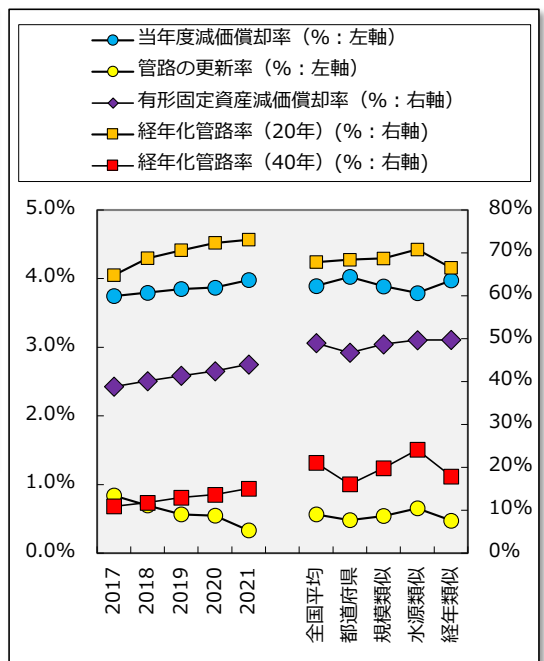 当年度減価償却率（%：左軸）
管路の更新率（%：左軸）
有形固定資産減価償却率（%：右軸）
経年化管路率（20年）(%：右軸)
経年化管路率（40年）(%：右軸)
5.0%
4.0%
3.0%
2.0%
1.0%
0.0%
80%
70%
60%
50%
40%
30%
20%
10%
0%
2017
2018
2019
2020
2021
全国平均
都道府県
規模類似
水源類似
経年類似